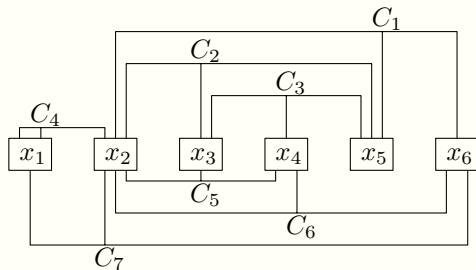 C₁
C₂
C₃
C₄
x₁ x₂ x₃ x₄ x₅ x₆
C₅
C₆
C₇